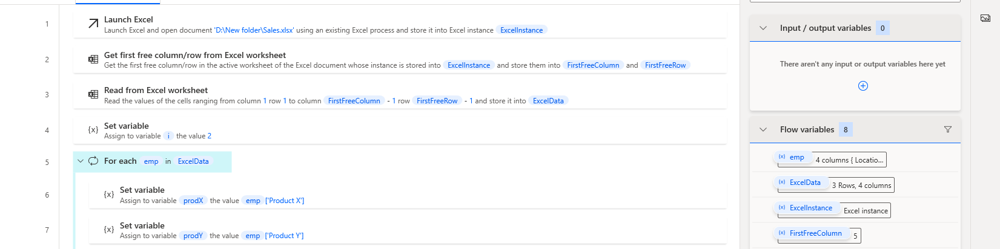 1
Launch Excel
Launch Excel and open document 'D:\New folder\Sales.xlsx' using an existing Excel process and store it into Excel instance ExcelInstance
2
Get first free column/row from Excel worksheet
Get the first free column/row in the active worksheet of the Excel document whose instance is stored into ExcelInstance and store them into FirstFreeColumn and FirstFreeRow
3
Read from Excel worksheet
Read the values of the cells ranging from column 1 row 1 to column FirstFreeColumn - 1 row FirstFreeRow - 1 and store it into ExcelData
4
{x} Set variable
Assign to variable i the value 2
5
For each emp in ExcelData
6
{x} Set variable
Assign to variable prodX the value emp ['Product X']
7
{x} Set variable
Assign to variable prodY the value emp ['Product Y']
Input / output variables 0
There aren't any input or output variables here yet
Flow variables 8
(x) emp 4 columns { Locatio...
(x) ExcelData 3 Rows, 4 columns
(x) ExcelInstance Excel instance
(x) FirstFreeColumn 5